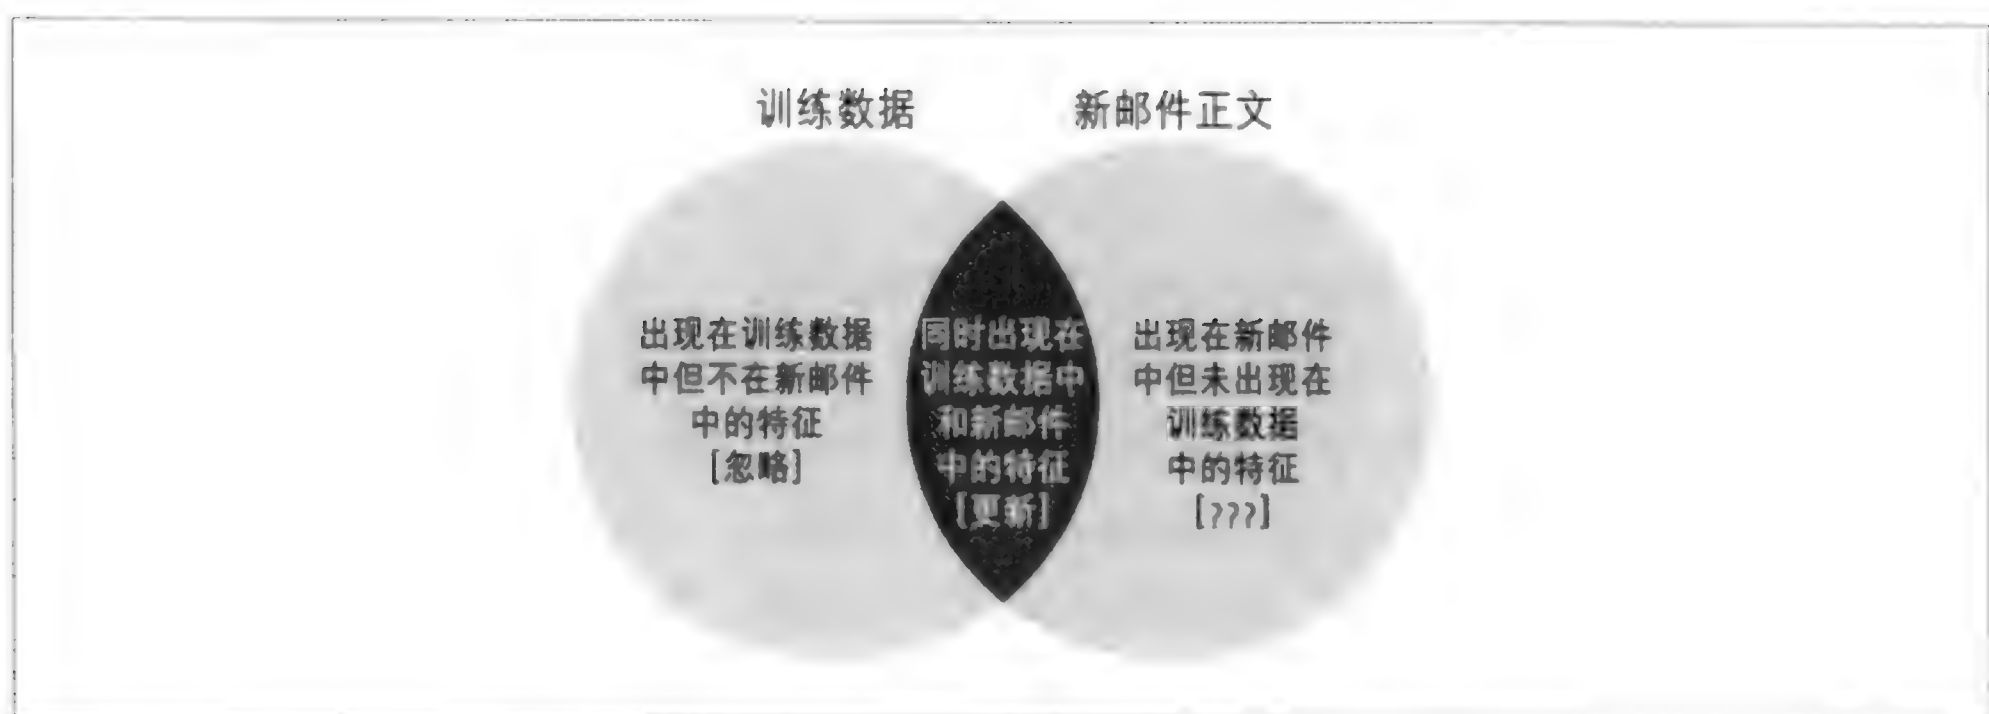 训练数据
新邮件正文
出现在训练数据
中但不在新邮件
中的特征
[忽略]
同时出现在
训练数据中
和新邮件
中的特征
[更新]
出现在新邮件
中但未出现在
训练数据
中的特征
[???]